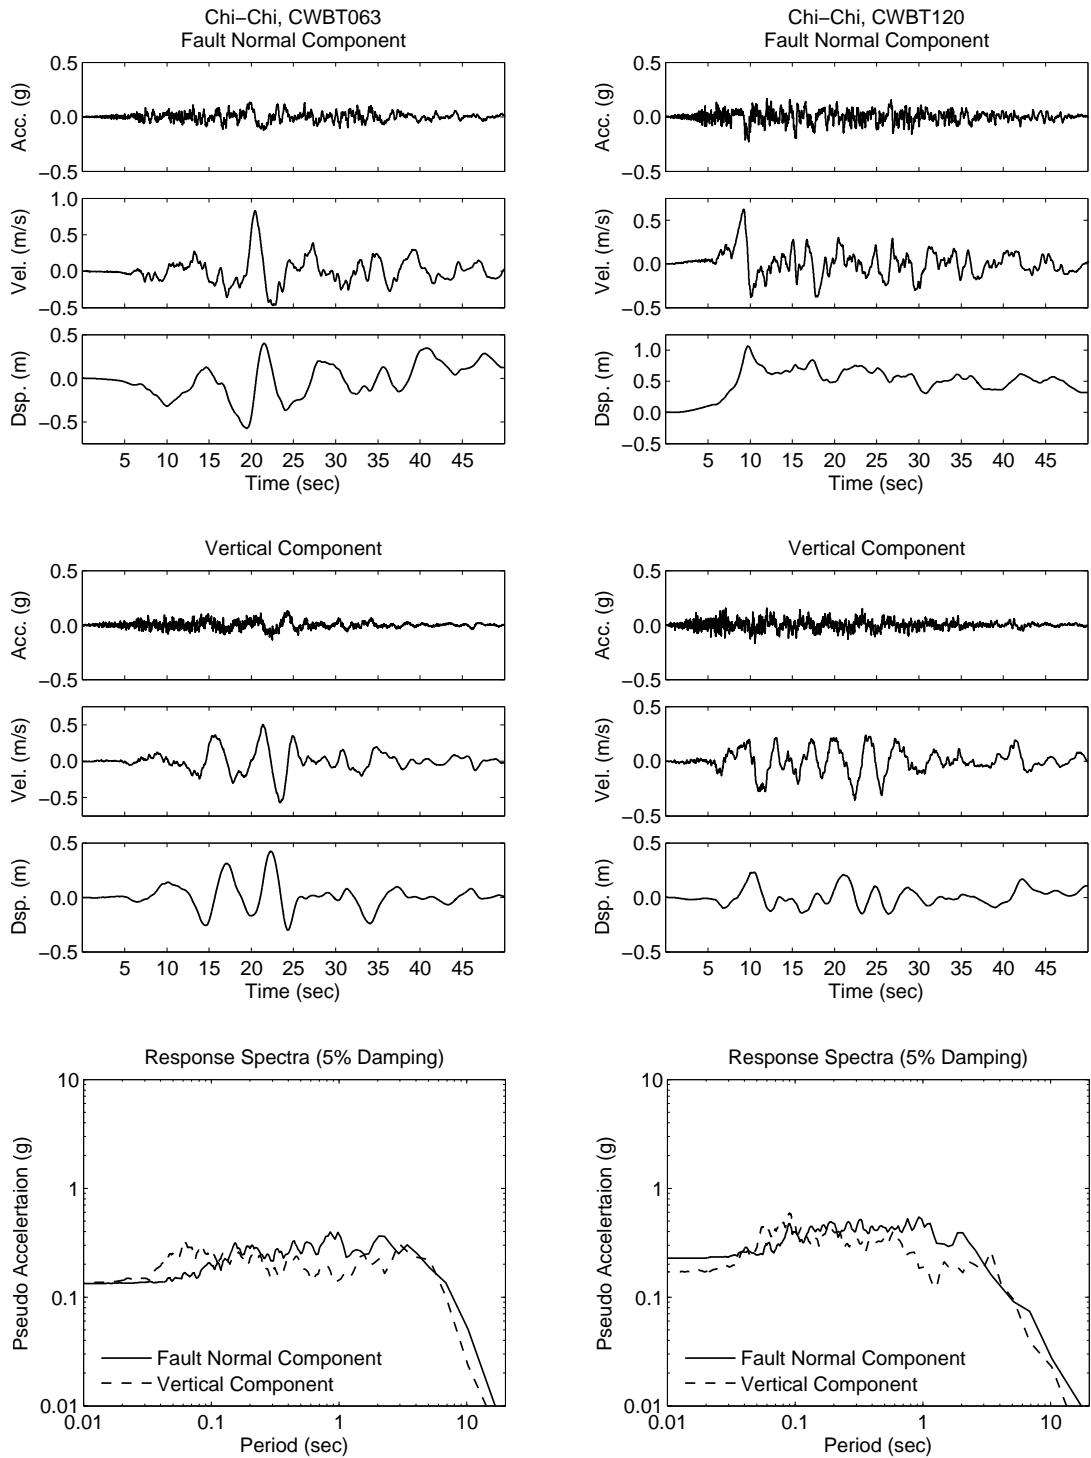 Chi−Chi, CWBT063
Fault Normal Component
0.5
0.0
−0.5
Acc. (g)
1.0
0.5
0.0
−0.5
Vel. (m/s)
0.5
0.0
−0.5
Dsp. (m)
5 10 15 20 25 30 35 40 45
Time (sec)
Vertical Component
0.5
0.0
−0.5
Acc. (g)
0.5
0.0
−0.5
Vel. (m/s)
0.5
0.0
−0.5
Dsp. (m)
5 10 15 20 25 30 35 40 45
Time (sec)
Response Spectra (5% Damping)
10
1
0.1
0.01
Pseudo Accelertaion (g)
Fault Normal Component
Vertical Component
0.01 0.1 1 10
Period (sec)
Chi−Chi, CWBT120
Fault Normal Component
0.5
0.0
−0.5
Acc. (g)
0.5
0.0
−0.5
Vel. (m/s)
1.0
0.5
0.0
−0.5
Dsp. (m)
5 10 15 20 25 30 35 40 45
Time (sec)
Vertical Component
0.5
0.0
−0.5
Acc. (g)
0.5
0.0
−0.5
Vel. (m/s)
0.5
0.0
−0.5
Dsp. (m)
5 10 15 20 25 30 35 40 45
Time (sec)
Response Spectra (5% Damping)
10
1
0.1
0.01
Pseudo Accelertaion (g)
Fault Normal Component
Vertical Component
0.01 0.1 1 10
Period (sec)